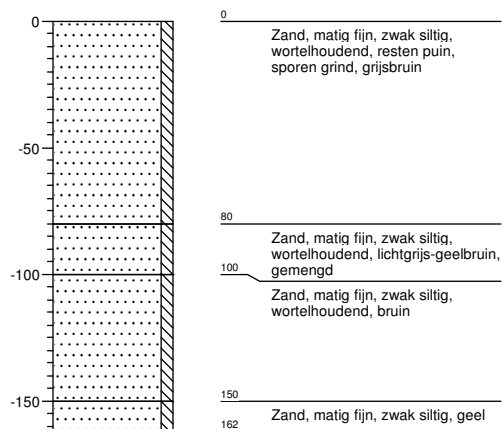 0
-50
-100
-150
0
Zand, matig fijn, zwak siltig,
wortelhoudend, resten puin,
sporen grind, grijsbruin
80
Zand, matig fijn, zwak siltig,
wortelhoudend, lichtgrijs-geelbruin,
gemengd
100
Zand, matig fijn, zwak siltig,
wortelhoudend, bruin
150
Zand, matig fijn, zwak siltig, geel
162